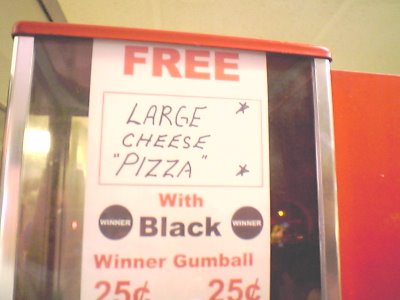 FREE
LARGE
CHEESE
"PIZZA"
With
WINNER Black WINNER
Winner Gumball
25¢ 25¢